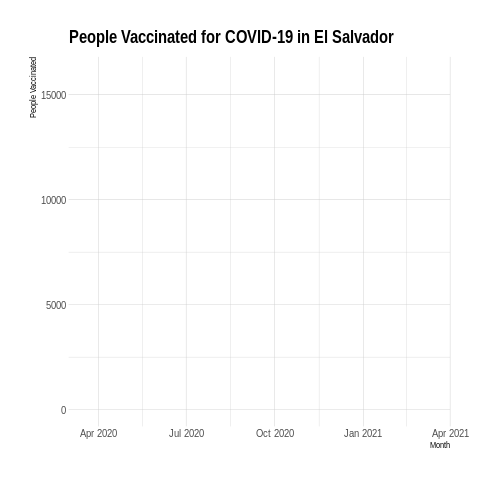 People Vaccinated for COVID-19 in El Salvador
People Vaccinated
15000
10000
5000
0
Apr 2020 Jul 2020 Oct 2020 Jan 2021 Apr 2021
Month